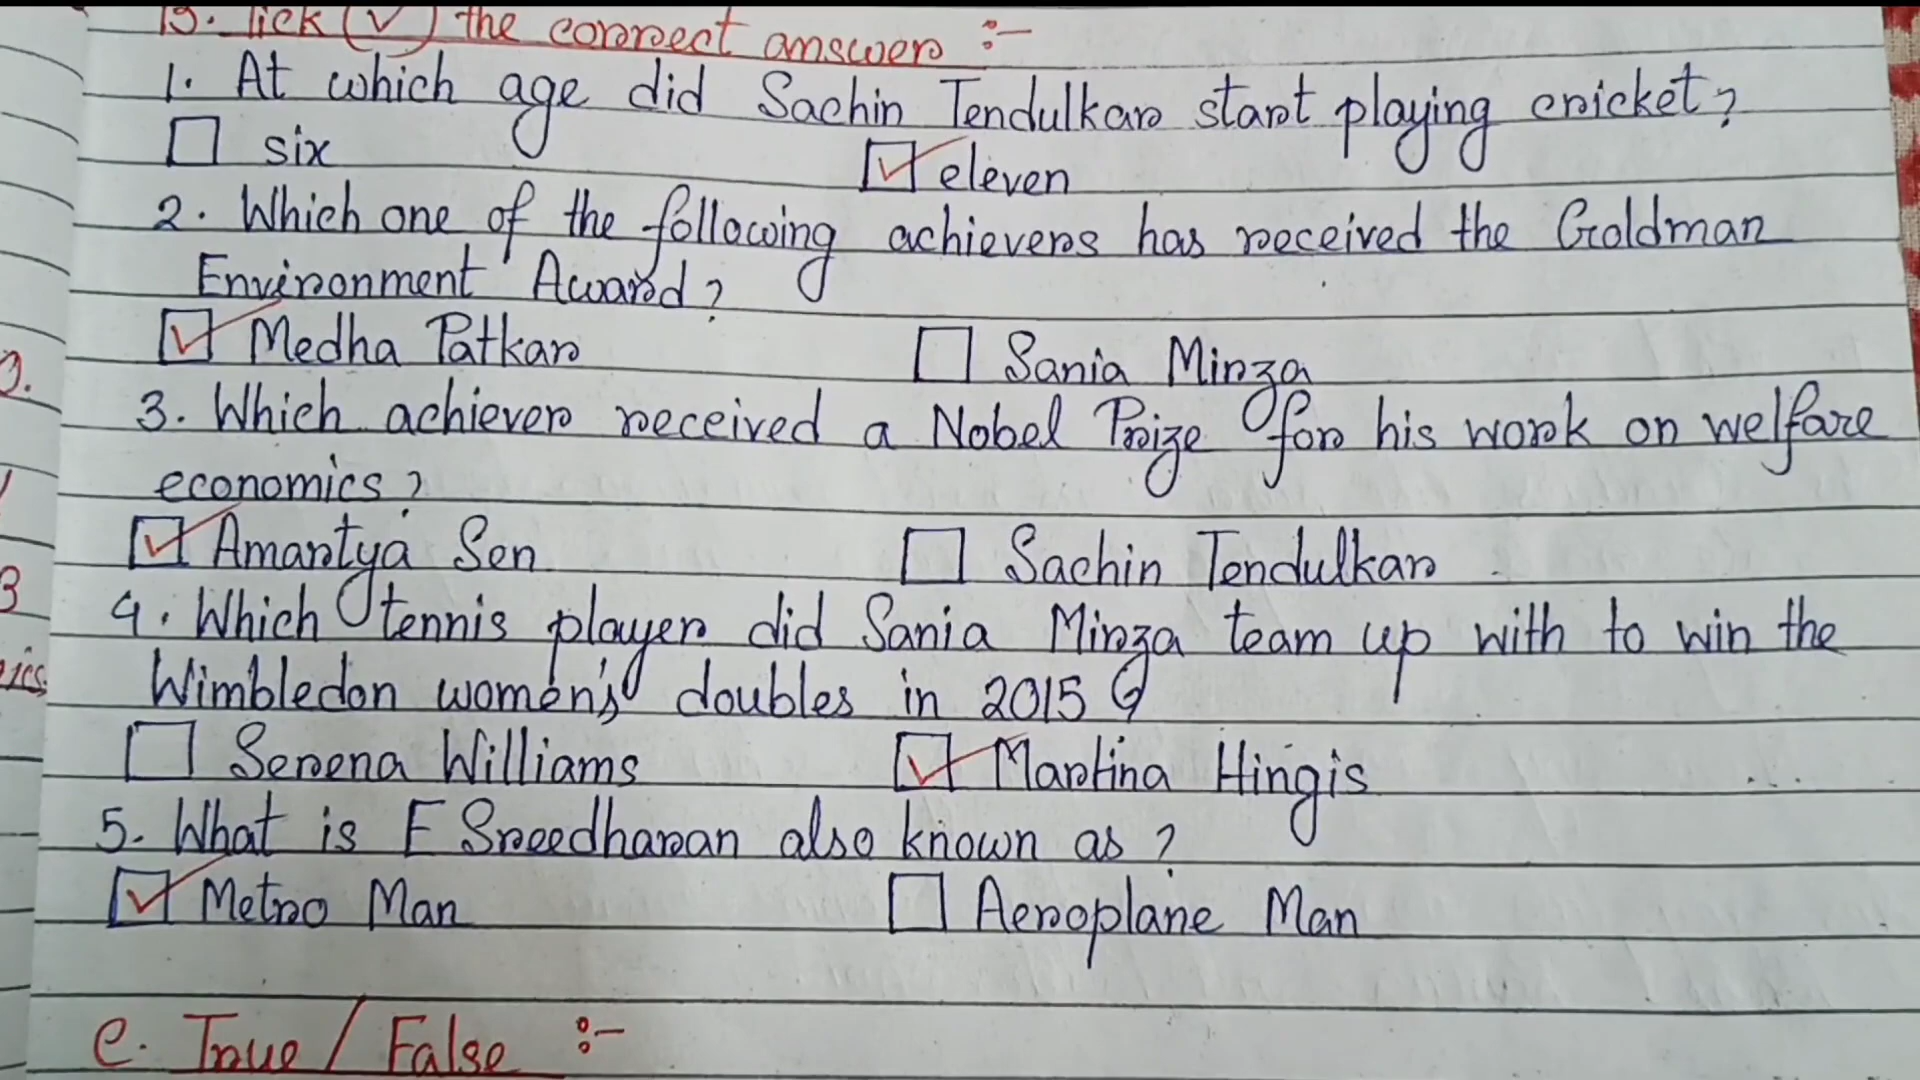 B. Tick (✓) the correct answer :-
1. At which age did Sachin Tendulkar start playing cricket?
☐ six ☑ eleven
2. Which one of the following achievers has received the Goldman
Environment Award?
☑ Medha Patkar ☐ Sania Mirza
3. Which achiever received a Nobel Prize for his work on welfare
economics?
☑ Amartya Sen ☐ Sachin Tendulkar
4. Which tennis player did Sania Mirza team up with to win the
Wimbledon women's doubles in 2015?
☐ Serena Williams ☑ Martina Hingis
5. What is E Sreedharan also known as?
☑ Metro Man ☐ Aeroplane Man
C. True / False :-